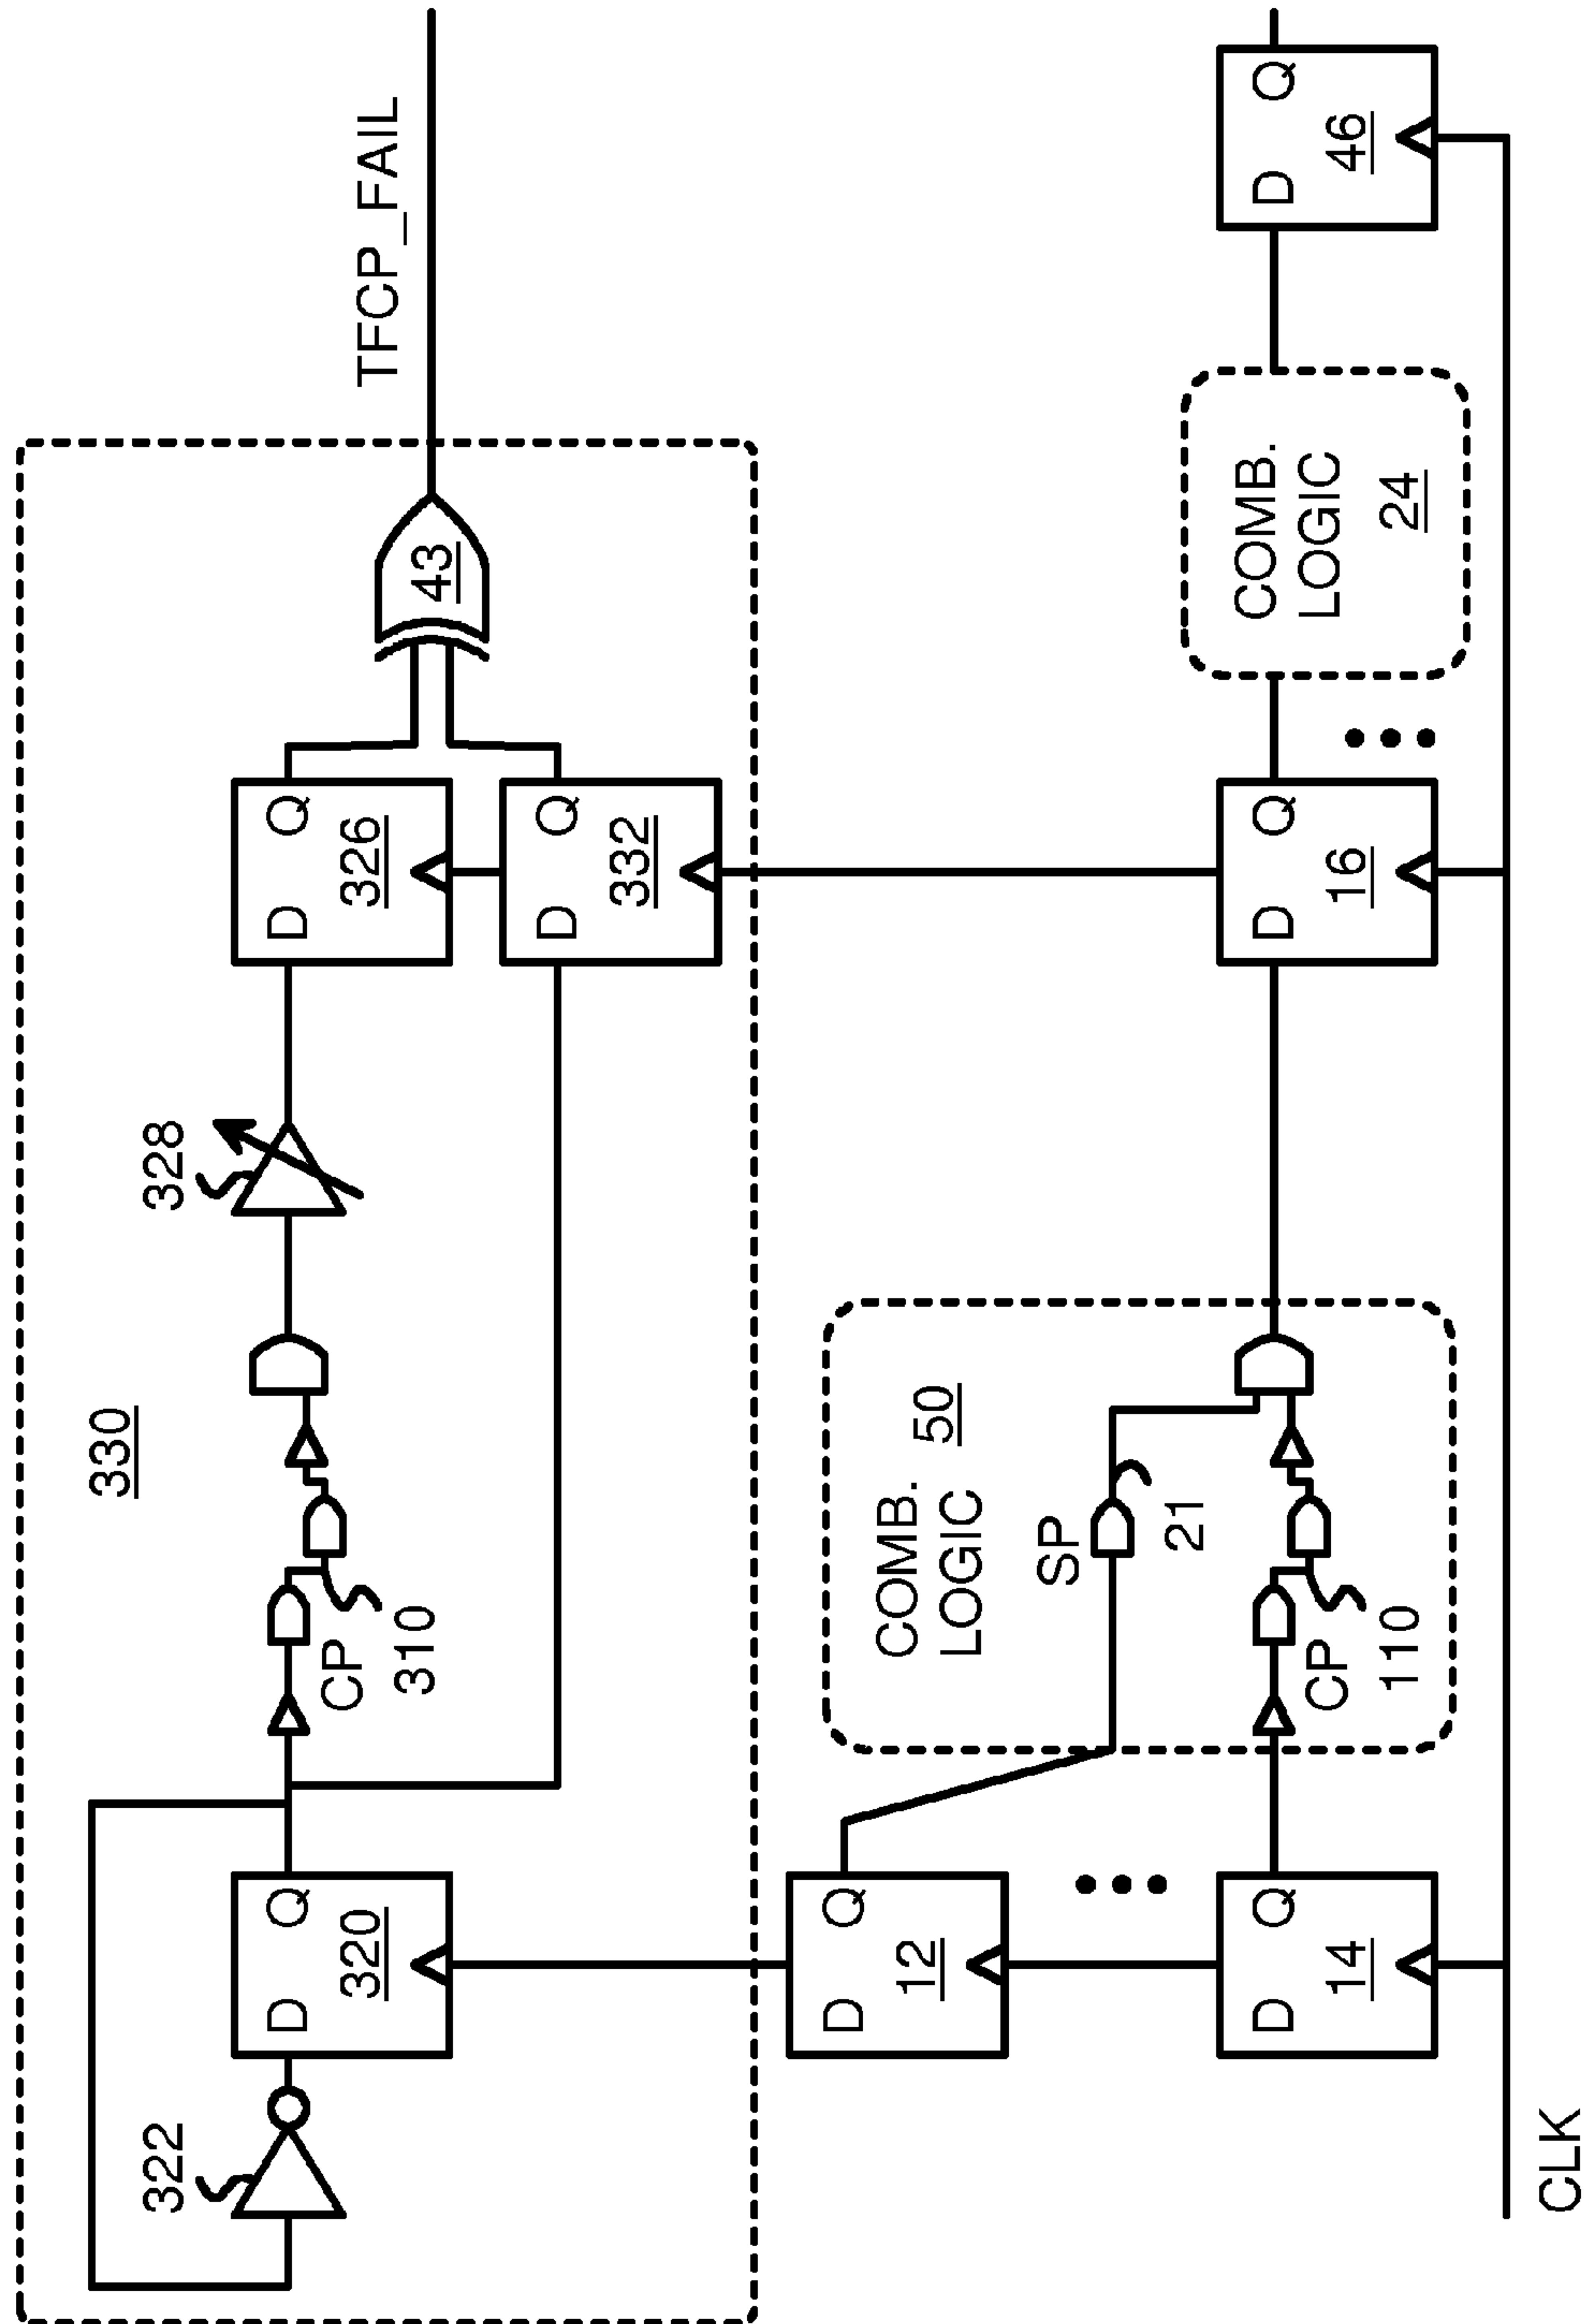 322
D Q
320
330
CP
310
328
D Q
326
D Q
332
43
TFCP_FAIL
D Q
12
COMB.
LOGIC 50
SP
21
D Q
14
CP
110
D Q
16
COMB.
LOGIC
24
D Q
46
CLK